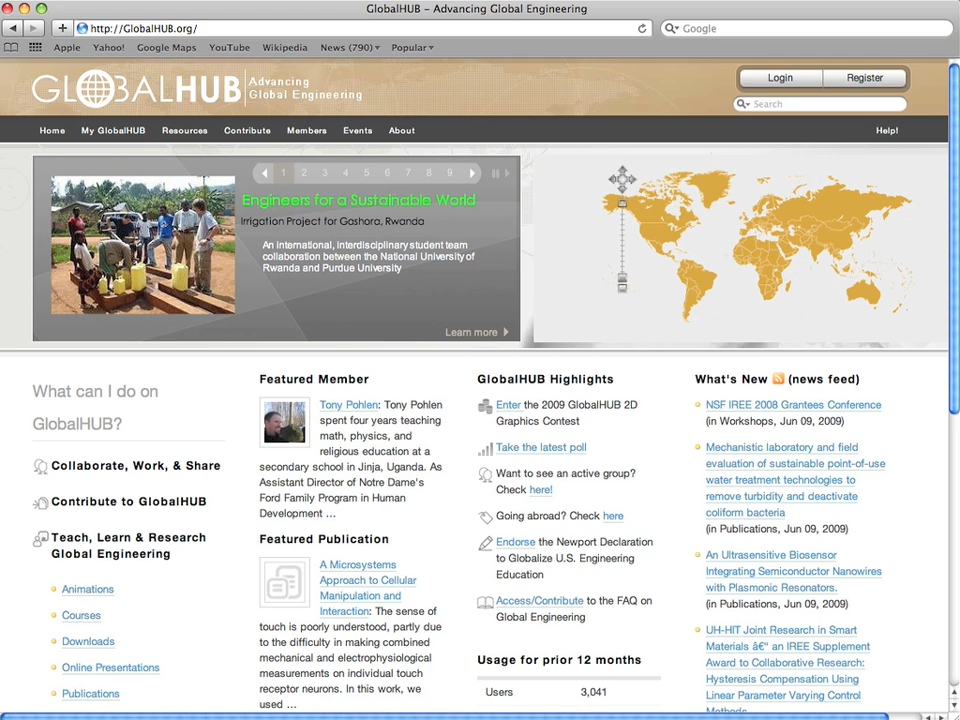 GlobalHUB – Advancing Global Engineering
http://GlobalHUB.org/
Google
Apple Yahoo! Google Maps YouTube Wikipedia News (790) Popular
GLOBALHUB
Advancing
Global Engineering
Login Register
Search
Home My GlobalHUB Resources Contribute Members Events About Help!
1 2 3 4 5 6 7 8 9
Engineers for a Sustainable World
Irrigation Project for Gashora, Rwanda
An international, interdisciplinary student team
collaboration between the National University of
Rwanda and Purdue University
Learn more
What can I do on
GlobalHUB?
Collaborate, Work, & Share
Contribute to GlobalHUB
Teach, Learn & Research
Global Engineering
Animations
Courses
Downloads
Online Presentations
Publications
Featured Member
Tony Pohlen: Tony Pohlen
spent four years teaching
math, physics, and
religious education at a
secondary school in Jinja, Uganda. As
Assistant Director of Notre Dame's
Ford Family Program in Human
Development ...
Featured Publication
A Microsystems
Approach to Cellular
Manipulation and
Interaction: The sense of
touch is poorly understood, partly due
to the difficulty in making combined
mechanical and electrophysiological
measurements on individual touch
receptor neurons. In this work, we
used ...
GlobalHUB Highlights
Enter the 2009 GlobalHUB 2D
Graphics Contest
Take the latest poll
Want to see an active group?
Check here!
Going abroad? Check here
Endorse the Newport Declaration
to Globalize U.S. Engineering
Education
Access/Contribute to the FAQ on
Global Engineering
Usage for prior 12 months
Users 3,041
What's New (news feed)
NSF IREE 2008 Grantees Conference
(in Workshops, Jun 09, 2009)
Mechanistic laboratory and field
evaluation of sustainable point-of-use
water treatment technologies to
remove turbidity and deactivate
coliform bacteria
(in Publications, Jun 09, 2009)
An Ultrasensitive Biosensor
Integrating Semiconductor Nanowires
with Plasmonic Resonators.
(in Publications, Jun 09, 2009)
UH-HIT Joint Research in Smart
Materials â€“ an IREE Supplement
Award to Collaborative Research:
Hysteresis Compensation Using
Linear Parameter Varying Control
Methods